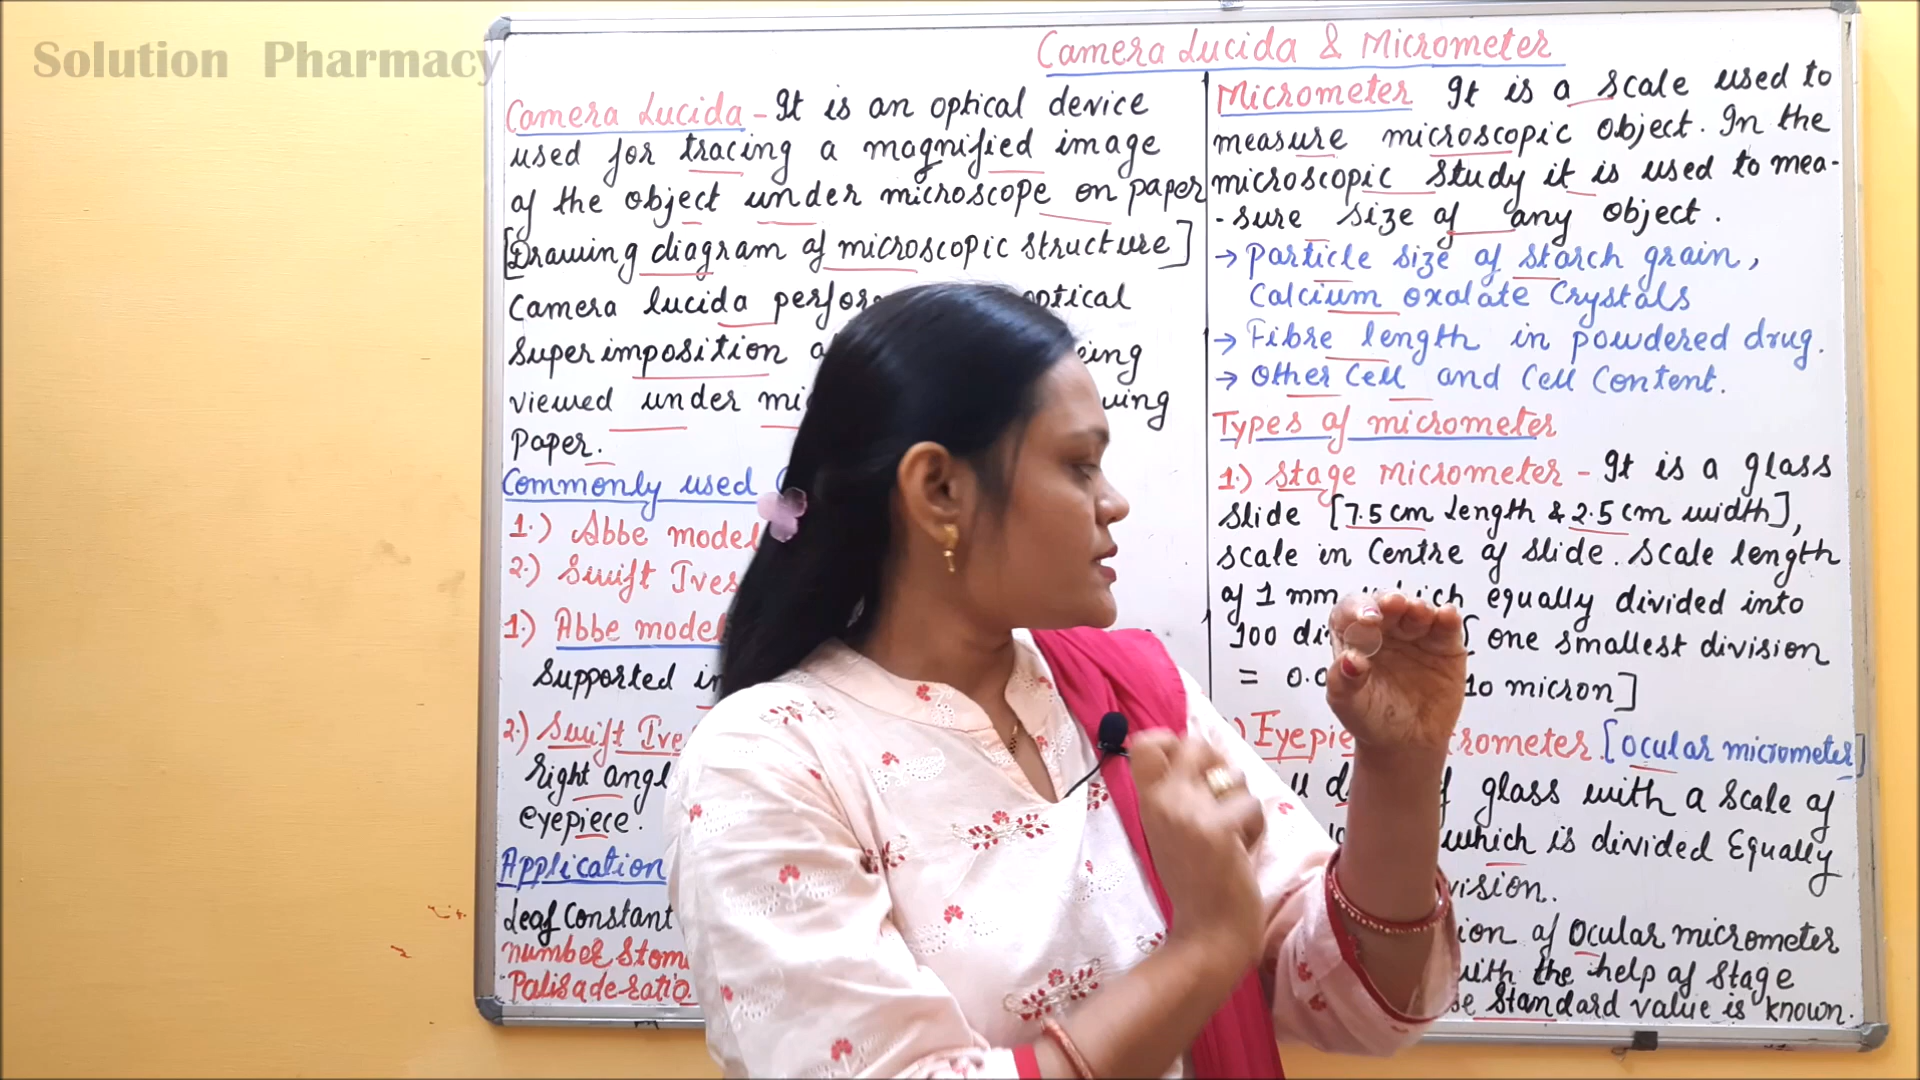 Solution Pharmacy
Camera Lucida & Micrometer
Camera Lucida - It is an optical device
used for tracing a magnified image
of the object under microscope on paper
[Drawing diagram of microscopic structure]
Camera lucida optical
Superimposition
viewed under
paper.
Commonly used
1.) Abbe model
2.) Swift Ives
1.) Abbe model
Supported
2.) Swift
Right
eyepiece.
Application
Leaf Constant
number
Palisade ratio.
Micrometer It is a scale used to
measure microscopic object. In the
microscopic study it is used to mea-
-sure size of any object.
→ Particle size of starch grain,
Calcium oxalate Crystals
→ Fibre length in powdered drug.
→ Other Cell and Cell Content.
Types of micrometer
1.) Stage Micrometer - It is a glass
slide [7.5 cm length & 2.5 cm width],
scale in Centre of slide. Scale length
of 1 mm which equally divided into
100 one smallest division
= 10 micron]
[Ocular micrometer]
glass with a scale of
which is divided Equally
of Ocular micrometer
with the help of stage
standard value is known.